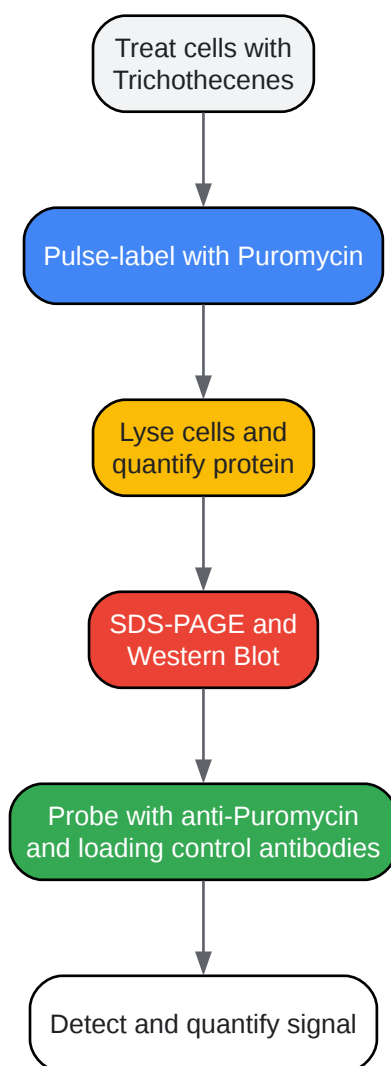 Treat cells with
Trichothecenes
Pulse-label with Puromycin
Lyse cells and
quantify protein
SDS-PAGE and
Western Blot
Probe with anti-Puromycin
and loading control antibodies
Detect and quantify signal